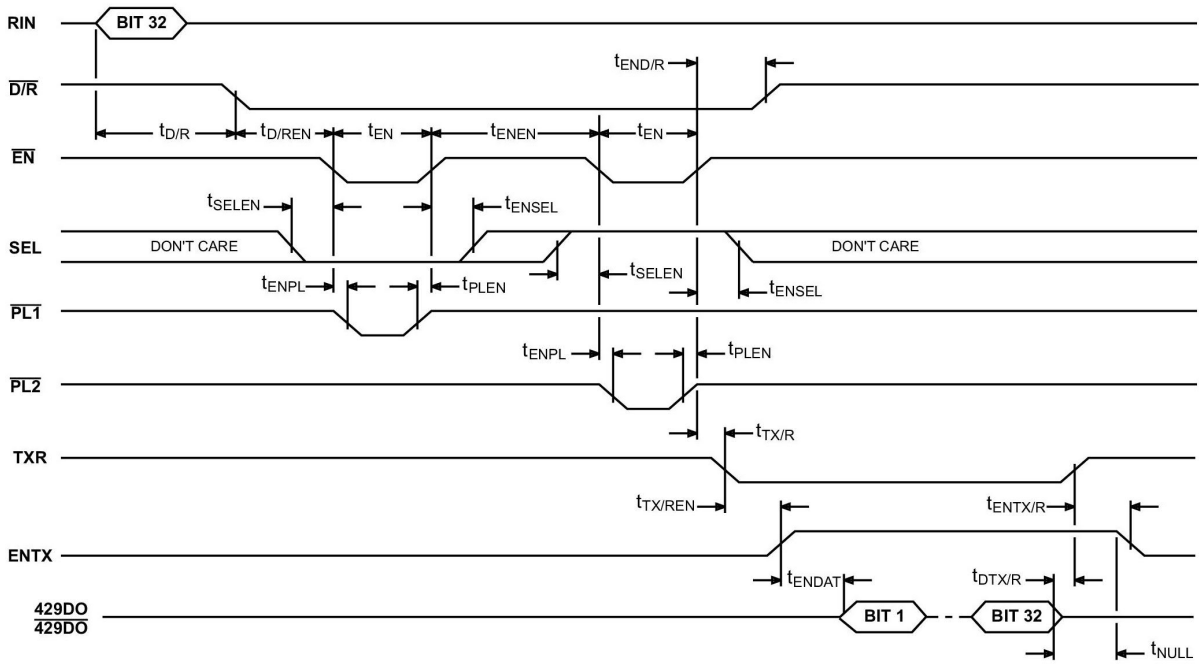 RIN BIT 32
tEND/R
D/R
tD/R tD/REN tEN tENEN tEN
EN
tSELEN tENSEL
SEL DON'T CARE DON'T CARE
tSELEN
tENPL tPLEN tENSEL
PL1
tENPL tPLEN
PL2
tTX/R
TXR
tTX/REN tENTX/R
ENTX
tENDAT tDTX/R
429DO
429DO BIT 1 BIT 32
tNULL